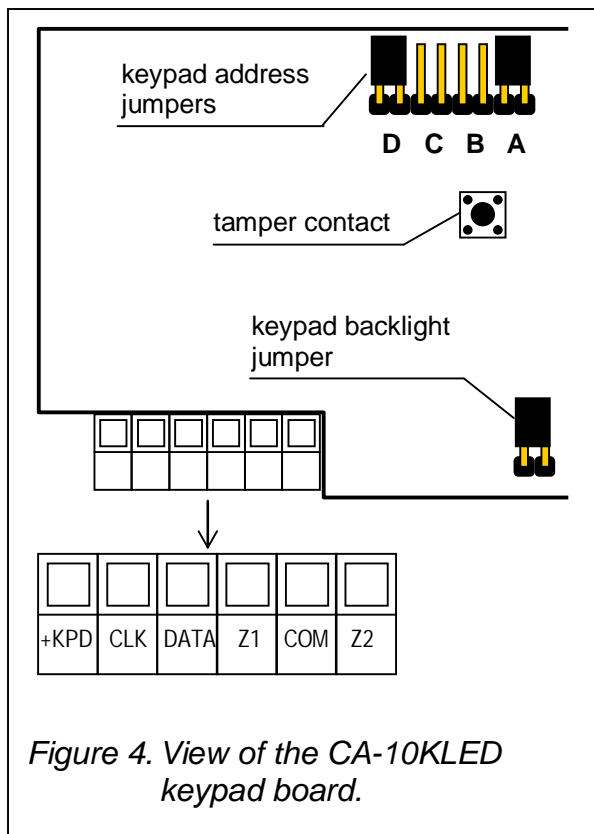 keypad address
jumpers
D C B A
tamper contact
keypad backlight
jumper
+KPD CLK DATA Z1 COM Z2
Figure 4. View of the CA-10KLED
keypad board.